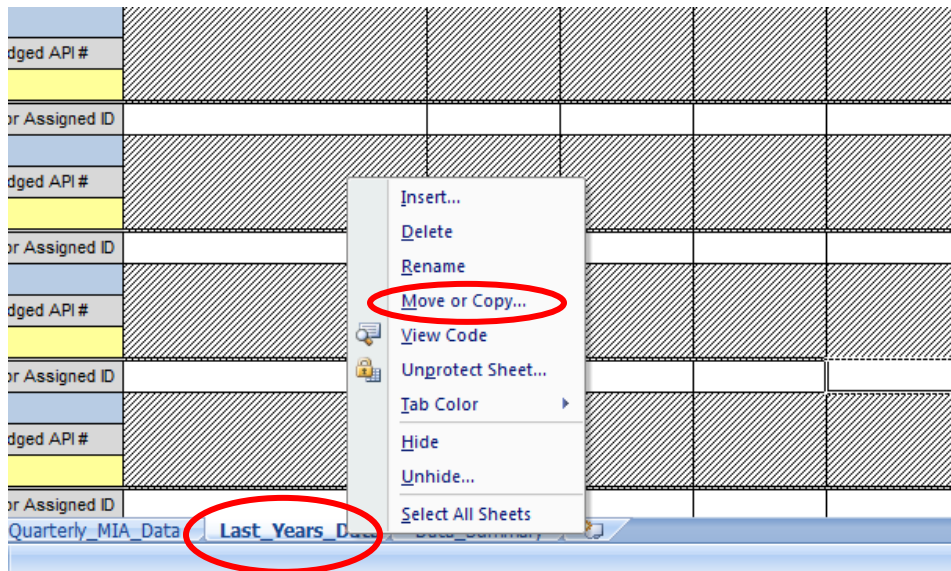 dged API #
or Assigned ID
dged API #
or Assigned ID
dged API #
or Assigned ID
dged API #
or Assigned ID
Insert...
Delete
Rename
Move or Copy...
View Code
Unprotect Sheet...
Tab Color
Hide
Unhide...
Select All Sheets
Quarterly_MIA_Data Last_Years_Data Data_Summary